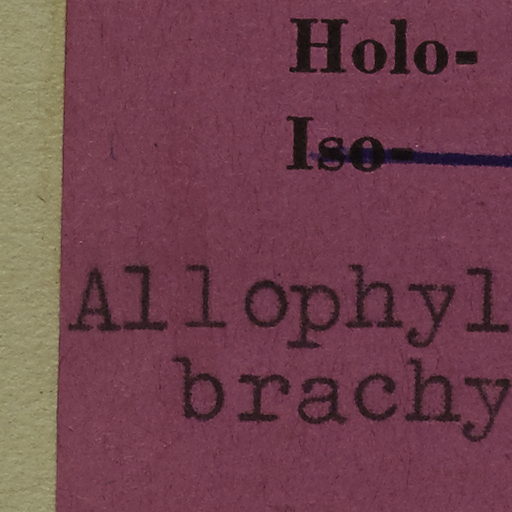 Holo-
Iso-
Allophyl
brachy